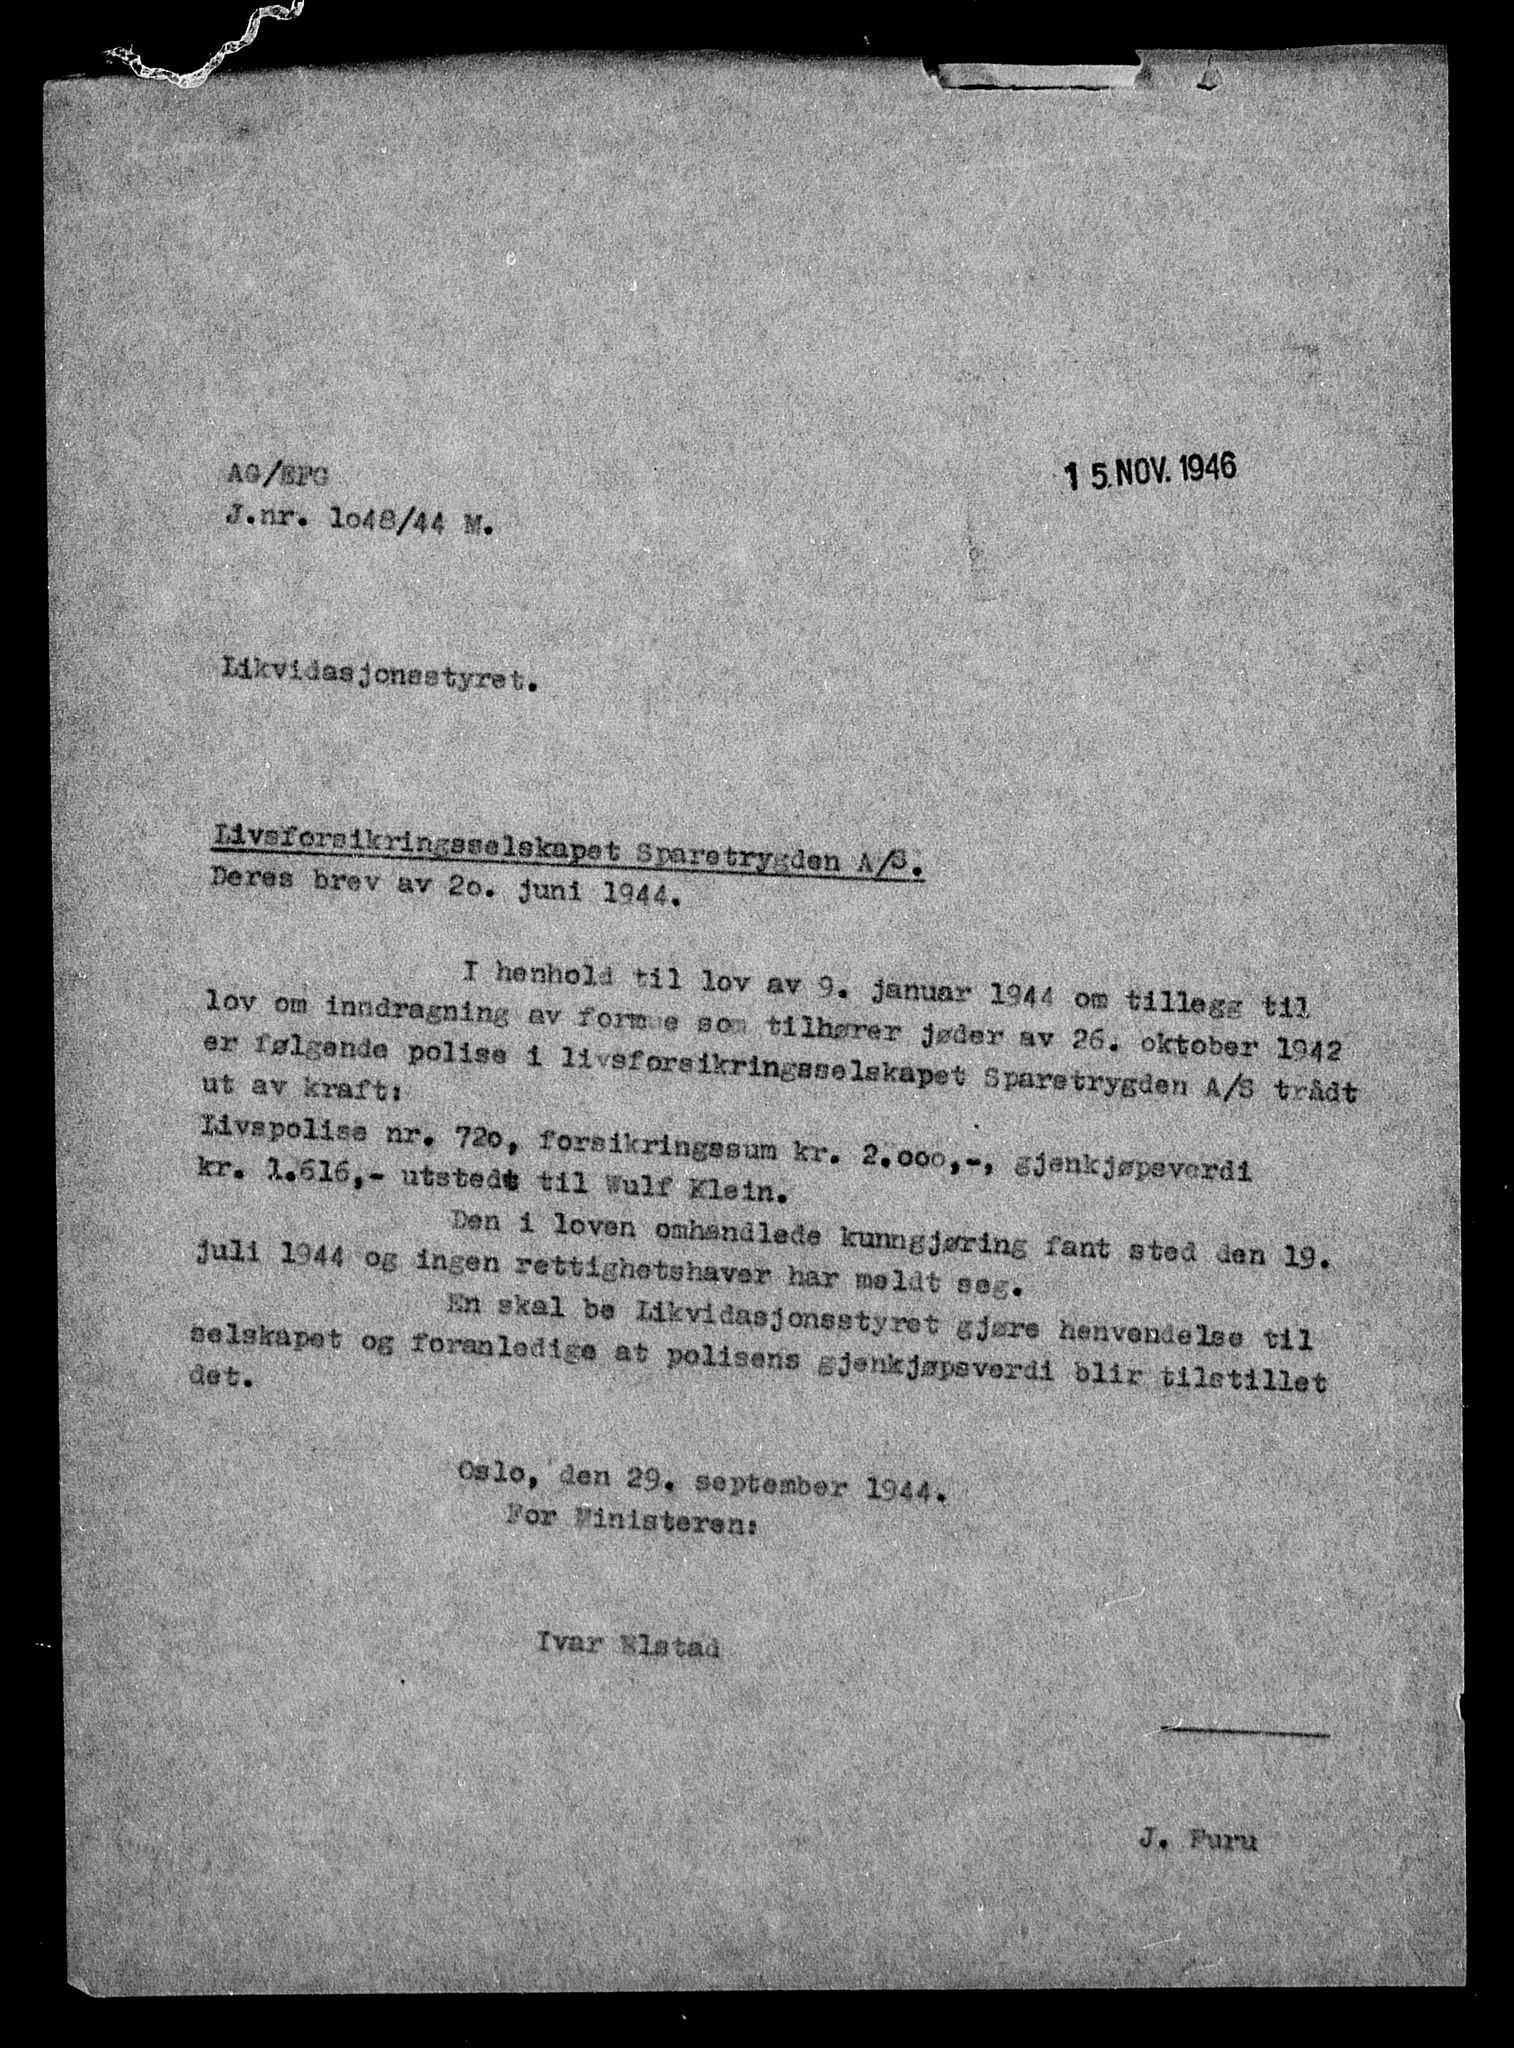 AG/EFG
15. NOV. 1946
J.nr. 1o48/44 M.
Likvidasjonsstyret.
Livsforsikringsselskapet Sparetrygden A/S.
Deres brev av 2o. juni 1944.
I henhold til lov av 9. januar 1944 om tillegg til
lov om inndragning av formue som tilhører jøder av 26. oktober 1942
er følgende polise i livsforsikringsselskapet Sparetrygden A/S trådt
ut av kraft:
Livspolise nr. 72o, forsikringssum kr. 2.ooo,-, gjenkjøpsverdi
kr. 1.616,- utstedt til Wulf Klein.
Den i loven omhandlede kunngjøring fant sted den 19.
juli 1944 og ingen rettighetshaver har meldt seg.
En skal be Likvidasjonsstyret gjøre henvendelse til
selskapet og foranledige at polisens gjenkjøpsverdi blir tilstillet
det.
Oslo, den 29. september 1944.
For Ministeren:
Ivar Elstad
J. Furu